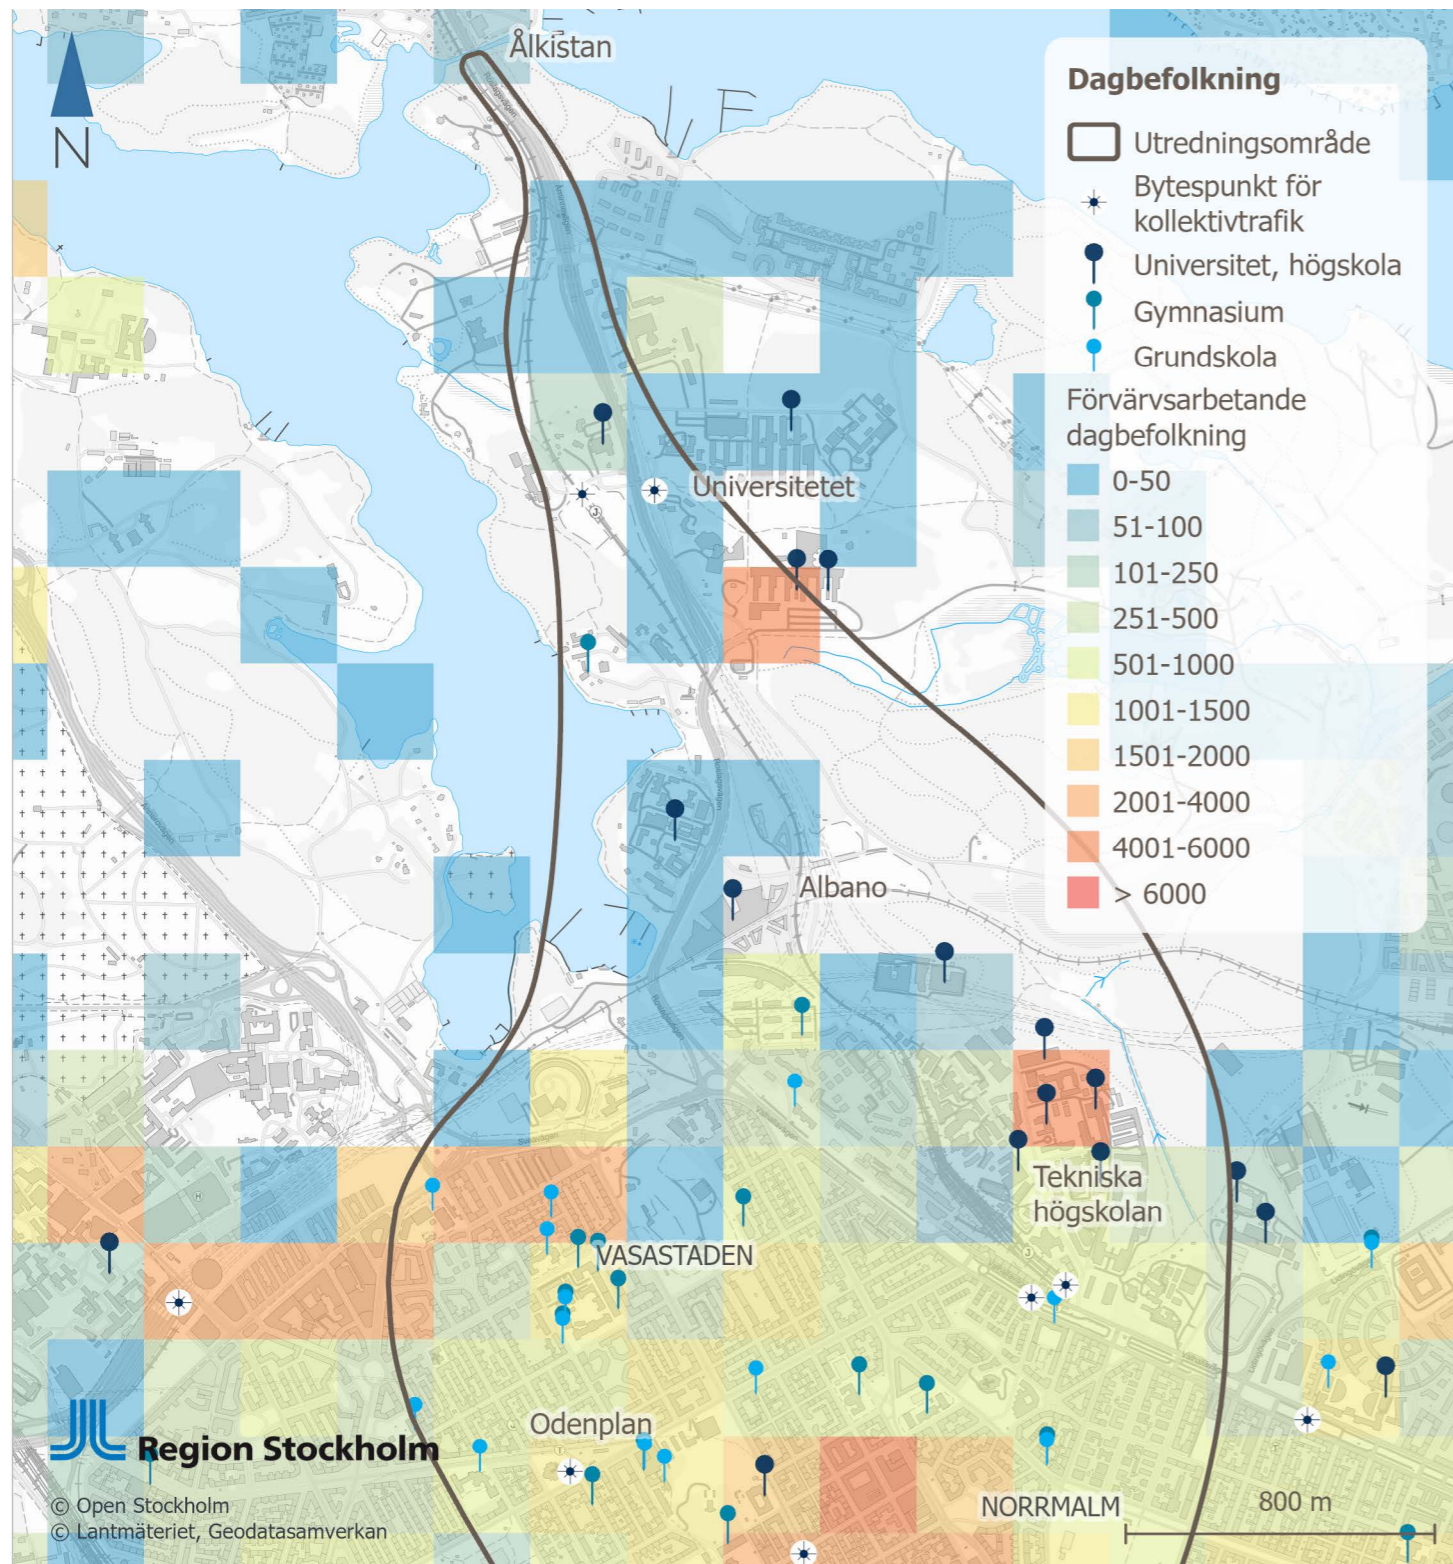 Ålkistan
N
Dagbefolkning
Utredningsområde
Bytespunkt för
kollektivtrafik
Universitet, högskola
Gymnasium
Grundskola
Förvärvsarbetande
dagbefolkning
0-50
51-100
101-250
251-500
501-1000
1001-1500
1501-2000
2001-4000
4001-6000
> 6000
Universitetet
Albano
Tekniska
högskolan
VASASTADEN
Odenplan
Region Stockholm
NORRMALM
800 m
© Open Stockholm
© Lantmäteriet, Geodatasamverkan